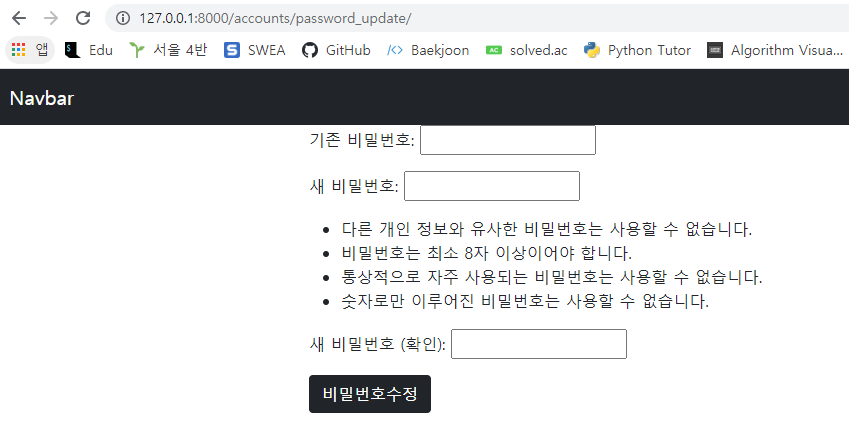 127.0.0.1:8000/accounts/password_update/
앱 Edu 서울 4반 SWEA GitHub Baekjoon solved.ac Python Tutor Algorithm Visua...
Navbar
기존 비밀번호:
새 비밀번호:
• 다른 개인 정보와 유사한 비밀번호는 사용할 수 없습니다.
• 비밀번호는 최소 8자 이상이어야 합니다.
• 통상적으로 자주 사용되는 비밀번호는 사용할 수 없습니다.
• 숫자로만 이루어진 비밀번호는 사용할 수 없습니다.
새 비밀번호 (확인):
비밀번호수정